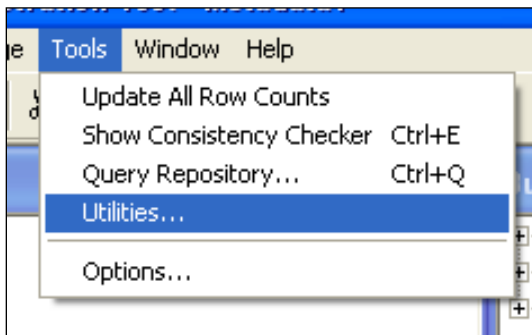 Tools Window Help
Update All Row Counts
Show Consistency Checker Ctrl+E
Query Repository... Ctrl+Q
Utilities...
Options...